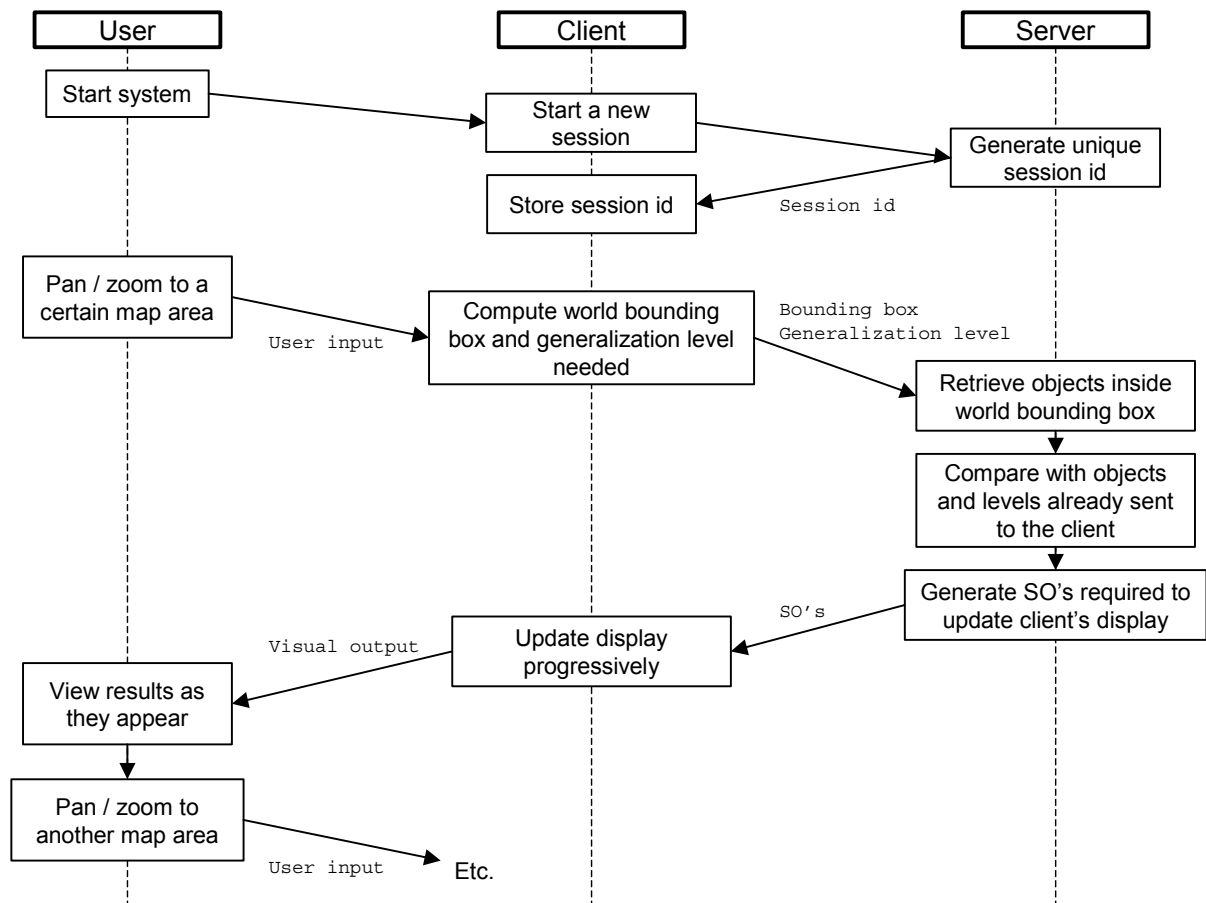 User
Client
Server
Start system
Start a new
session
Generate unique
session id
Store session id
Session id
Pan / zoom to a
certain map area
User input
Compute world bounding
box and generalization level
needed
Bounding box
Generalization level
Retrieve objects inside
world bounding box
Compare with objects
and levels already sent
to the client
Generate SO's required to
update client's display
SO's
Update display
progressively
Visual output
View results as
they appear
Pan / zoom to
another map area
User input
Etc.